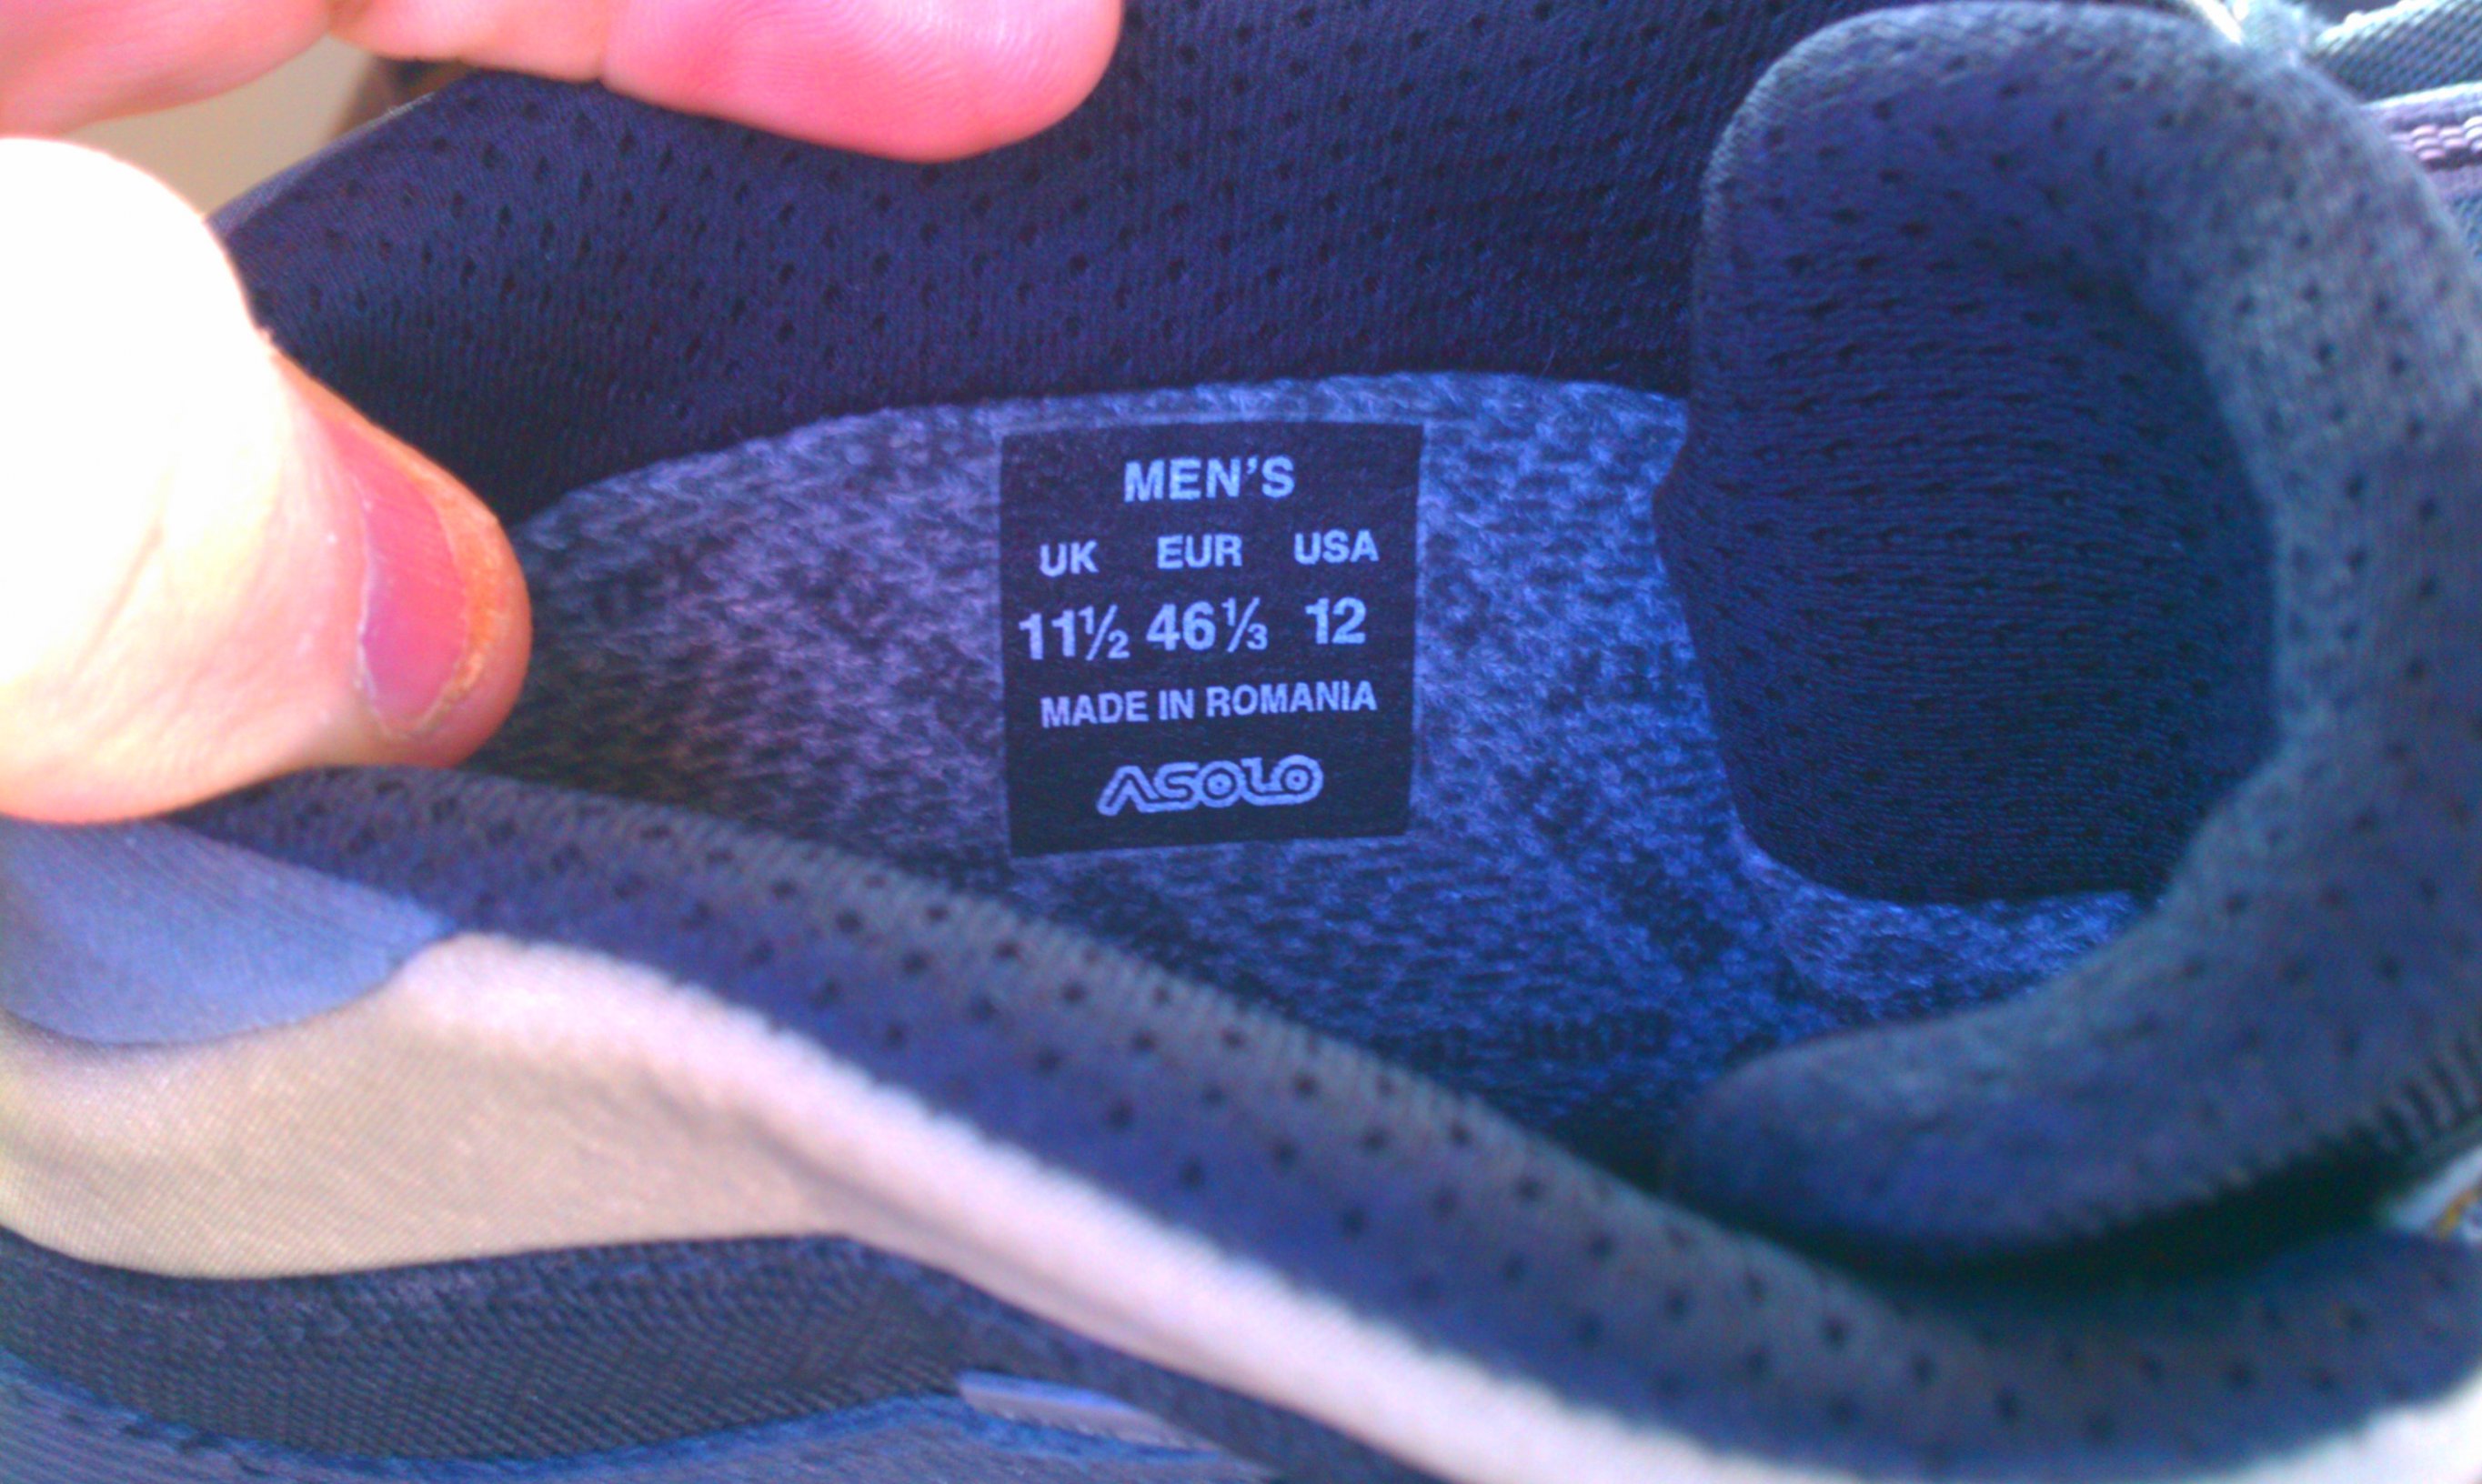 MEN'S
UK EUR USA
11½ 46⅓ 12
MADE IN ROMANIA
ASOLO